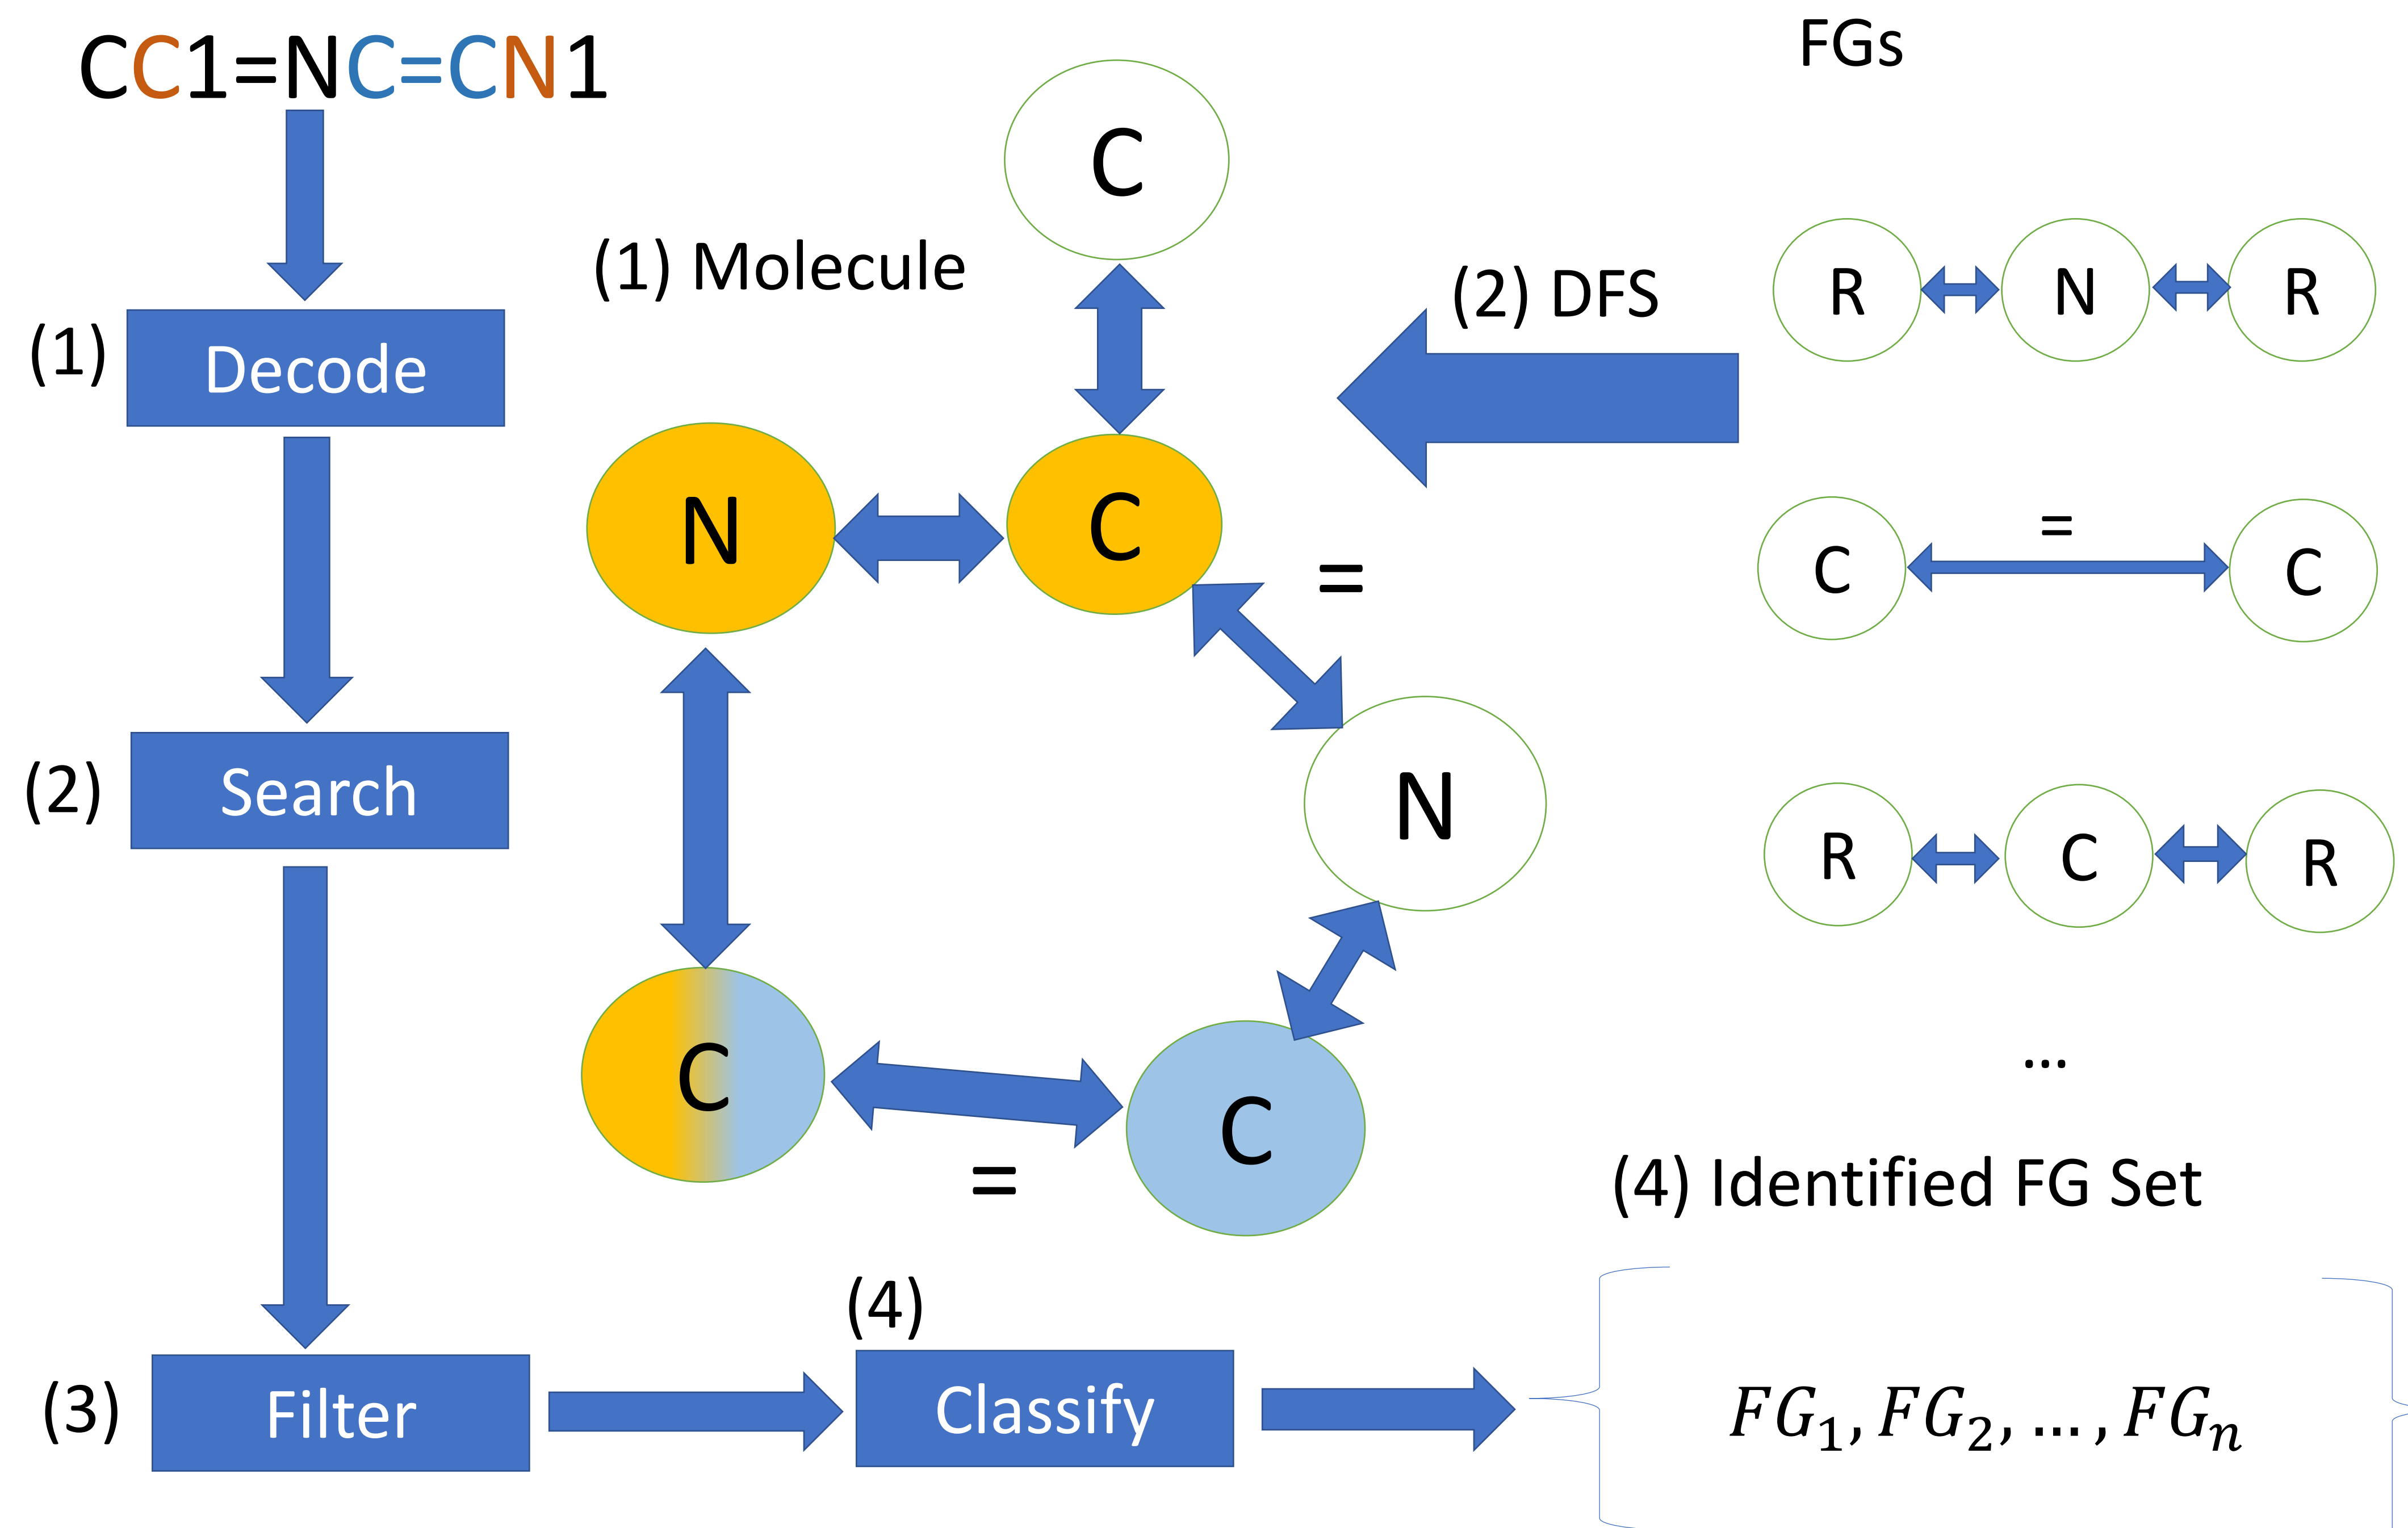 CC1=NC=CN1
FGs
(1) Decode
(1) Molecule
C
N
C
=
N
C
=
C
(2) DFS
R
N
R
C
=
C
R
C
R
...
(2) Search
(3) Filter
(4)
Classify
(4) Identified FG Set
FG₁, FG₂, ... , FGₙ